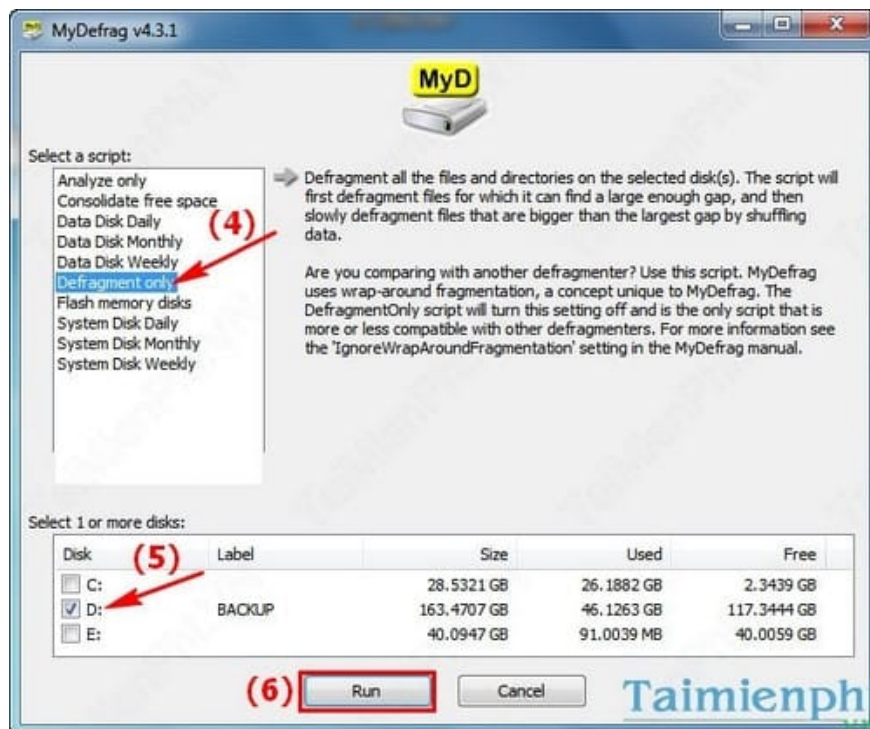 MyDefrag v4.3.1
MyD
Select a script:
Analyze only
Consolidate free space
Data Disk Daily
Data Disk Monthly
Data Disk Weekly
Defragment only
Flash memory disks
System Disk Daily
System Disk Monthly
System Disk Weekly
(4)
Defragment all the files and directories on the selected disk(s). The script will
first defragment files for which it can find a large enough gap, and then
slowly defragment files that are bigger than the largest gap by shuffling
data.
Are you comparing with another defragmenter? Use this script. MyDefrag
uses wrap-around fragmentation, a concept unique to MyDefrag. The
DefragmentOnly script will turn this setting off and is the only script that is
more or less compatible with other defragmenters. For more information see
the 'IgnoreWrapAroundFragmentation' setting in the MyDefrag manual.
Select 1 or more disks:
Disk (5) Label Size Used Free
C: 28.5321 GB 26.1882 GB 2.3439 GB
D: BACKUP 163.4707 GB 46.1263 GB 117.3444 GB
E: 40.0947 GB 91.0039 MB 40.0059 GB
(6) Run Cancel
Taimienph